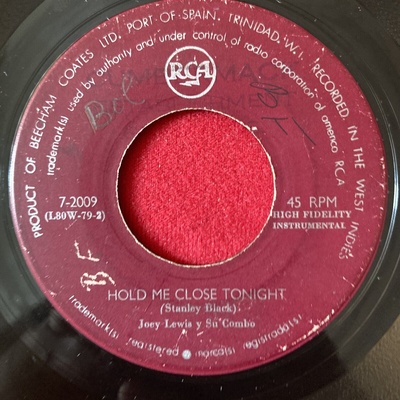 PRODUCT OF BEECHAM COATES LTD. PORT OF SPAIN, TRINIDAD, W.I. RECORDED IN THE WEST INDIES
trademark(s) used by authority and under control of radio corporation of america RCA
RCA
7-2009
(L80W-79-2)
45 RPM
HIGH FIDELITY
INSTRUMENTAL
B F
HOLD ME CLOSE TONIGHT
(Stanley Black)
Joey Lewis y Su Combo
trademark(s) registered marca(s) registrada(s)